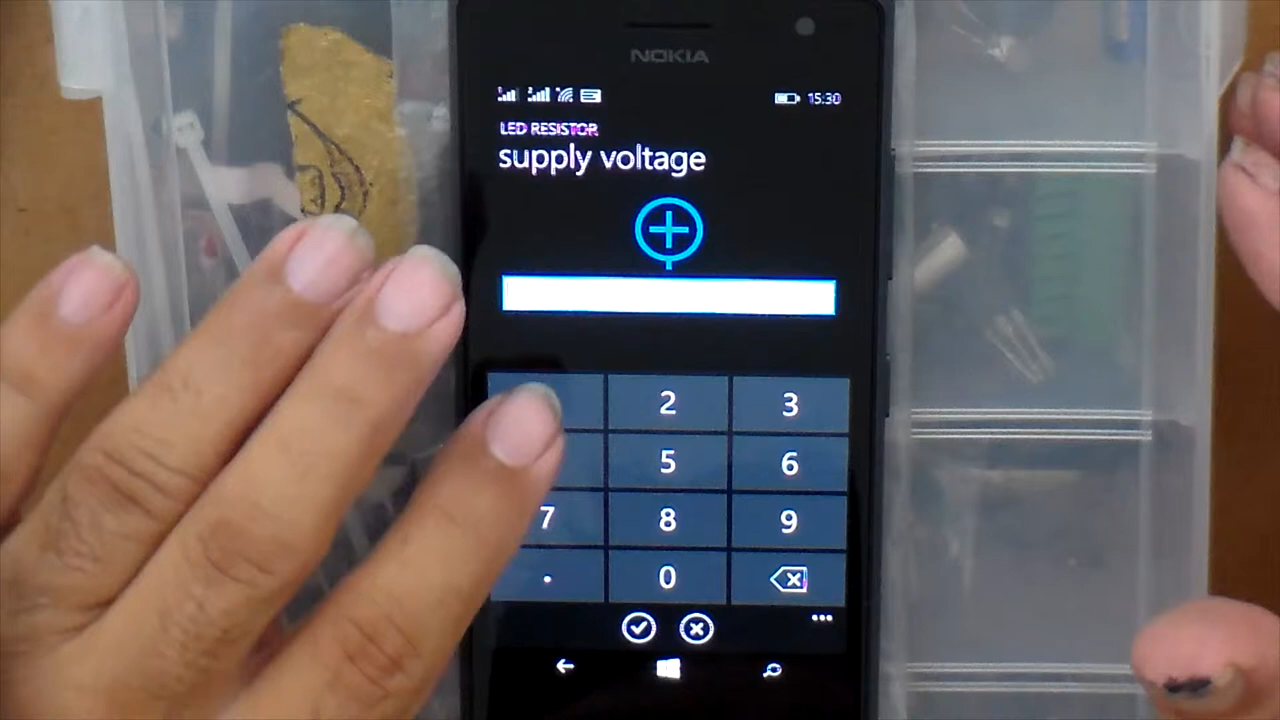 NOKIA
15:30
LED RESISTOR
supply voltage
2 3
5 6
7 8 9
. 0